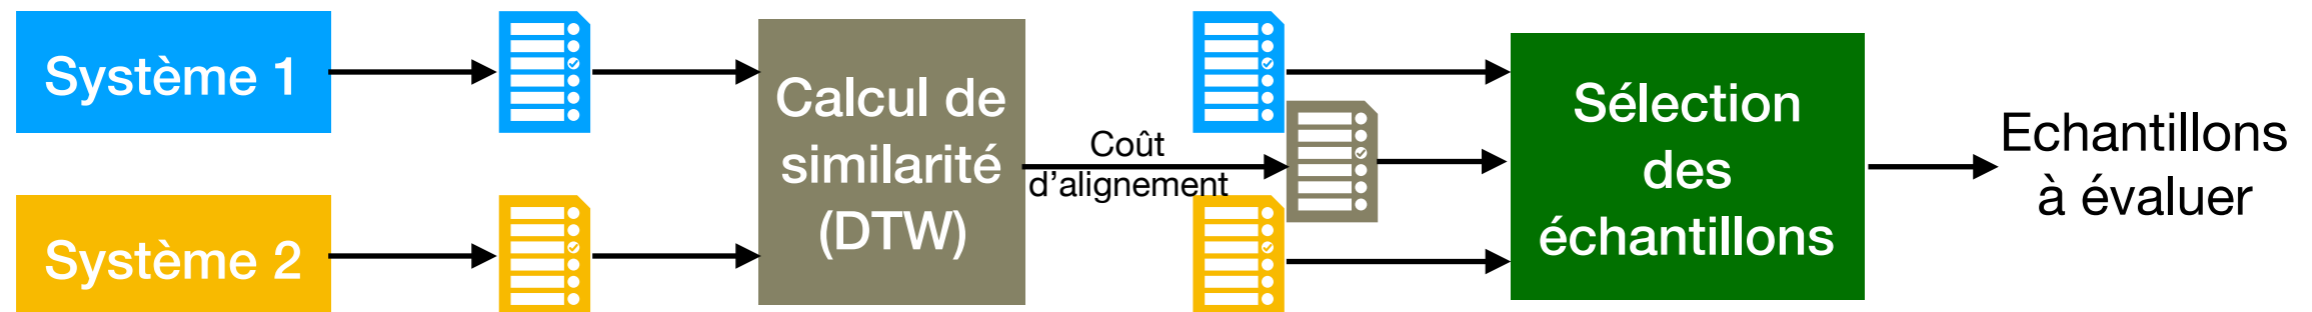 Système 1
Système 2
Calcul de
similarité
(DTW)
Coût
d'alignement
Sélection
des
échantillons
Echantillons
à évaluer